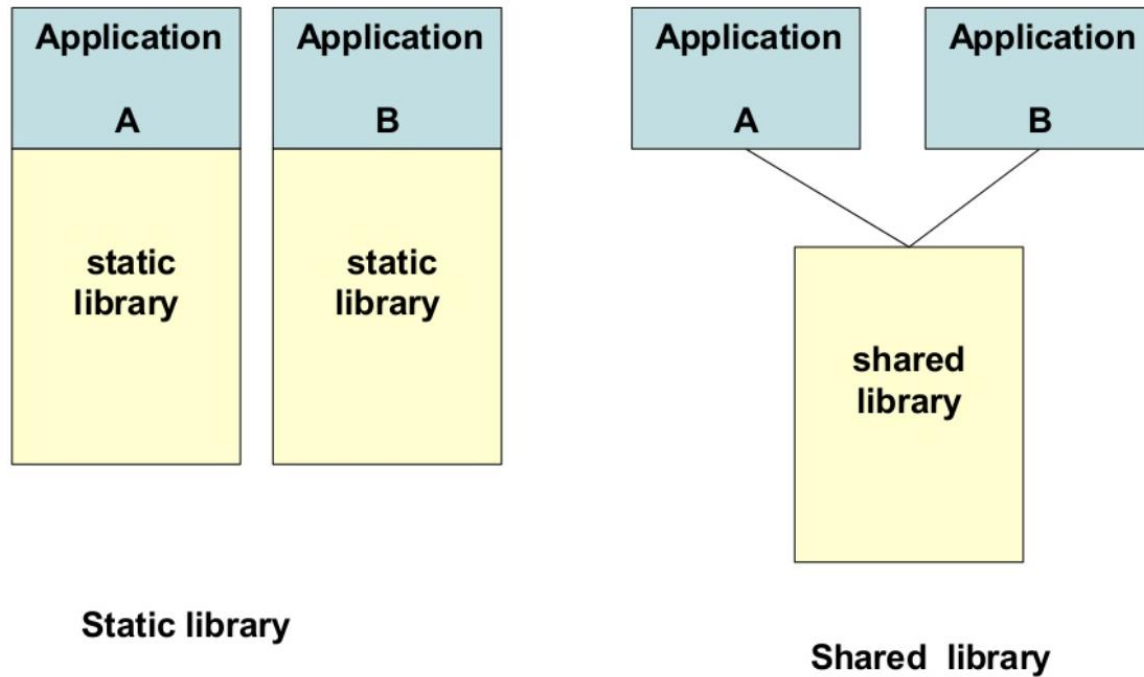 Application
A
static
library
Application
B
static
library
Static library
Application
A
Application
B
shared
library
Shared library